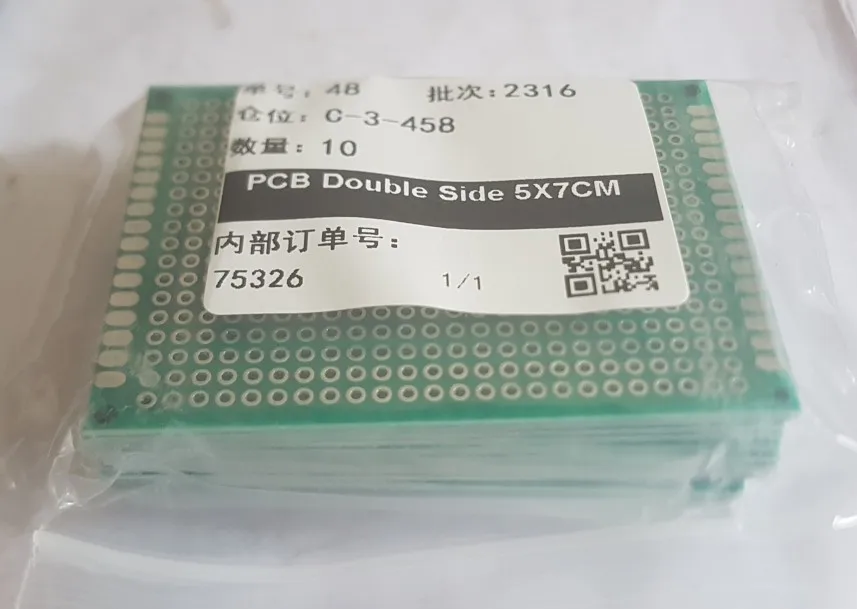 单号: 48 批次:2316
仓位: C-3-458
数量: 10
PCB Double Side 5X7CM
内部订单号:
75326 1/1